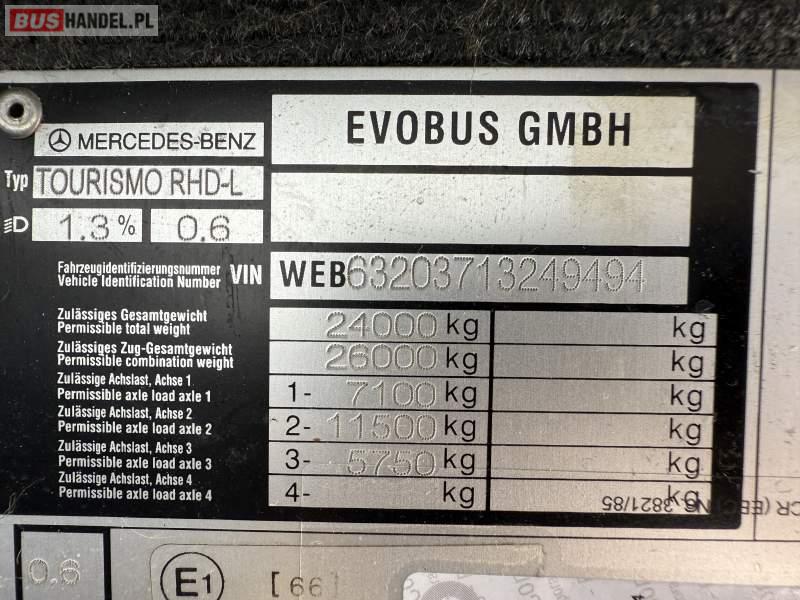 BUSHANDEL.PL
MERCEDES-BENZ
EVOBUS GMBH
Typ TOURISMO RHD-L
1.3% 0.6
Fahrzeugidentifizierungsnummer
Vehicle Identification Number
VIN WEB63203713249494
Zulässiges Gesamtgewicht
Permissible total weight
24000 kg kg
Zulässiges Zug-Gesamtgewicht
Permissible combination weight
26000 kg kg
Zulässige Achslast, Achse 1
Permissible axle load axle 1
1- 7100 kg kg
Zulässige Achslast, Achse 2
Permissible axle load axle 2
2- 11500 kg kg
Zulässige Achslast, Achse 3
Permissible axle load axle 3
3- 5750 kg kg
Zulässige Achslast, Achse 4
Permissible axle load axle 4
4- kg kg
3821/85
0.6
E1
[66]